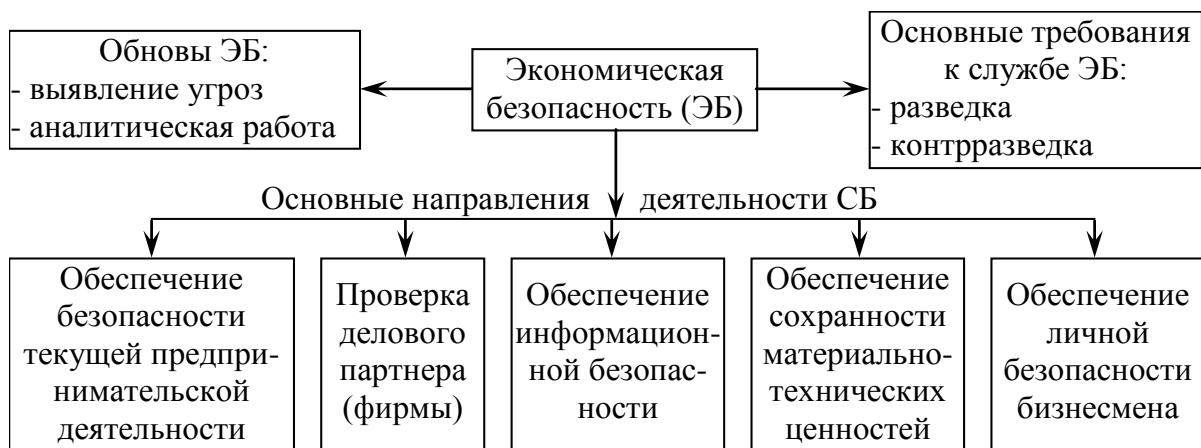 Обновы ЭБ:
- выявление угроз
- аналитическая работа
Экономическая
безопасность (ЭБ)
Основные требования
к службе ЭБ:
- разведка
- контрразведка
Основные направления деятельности СБ
Обеспечение
безопасности
текущей предпри-
нимательской
деятельности
Проверка
делового
партнера
(фирмы)
Обеспечение
информацион-
ной безопас-
ности
Обеспечение
сохранности
материально-
технических
ценностей
Обеспечение
личной
безопасности
бизнесмена